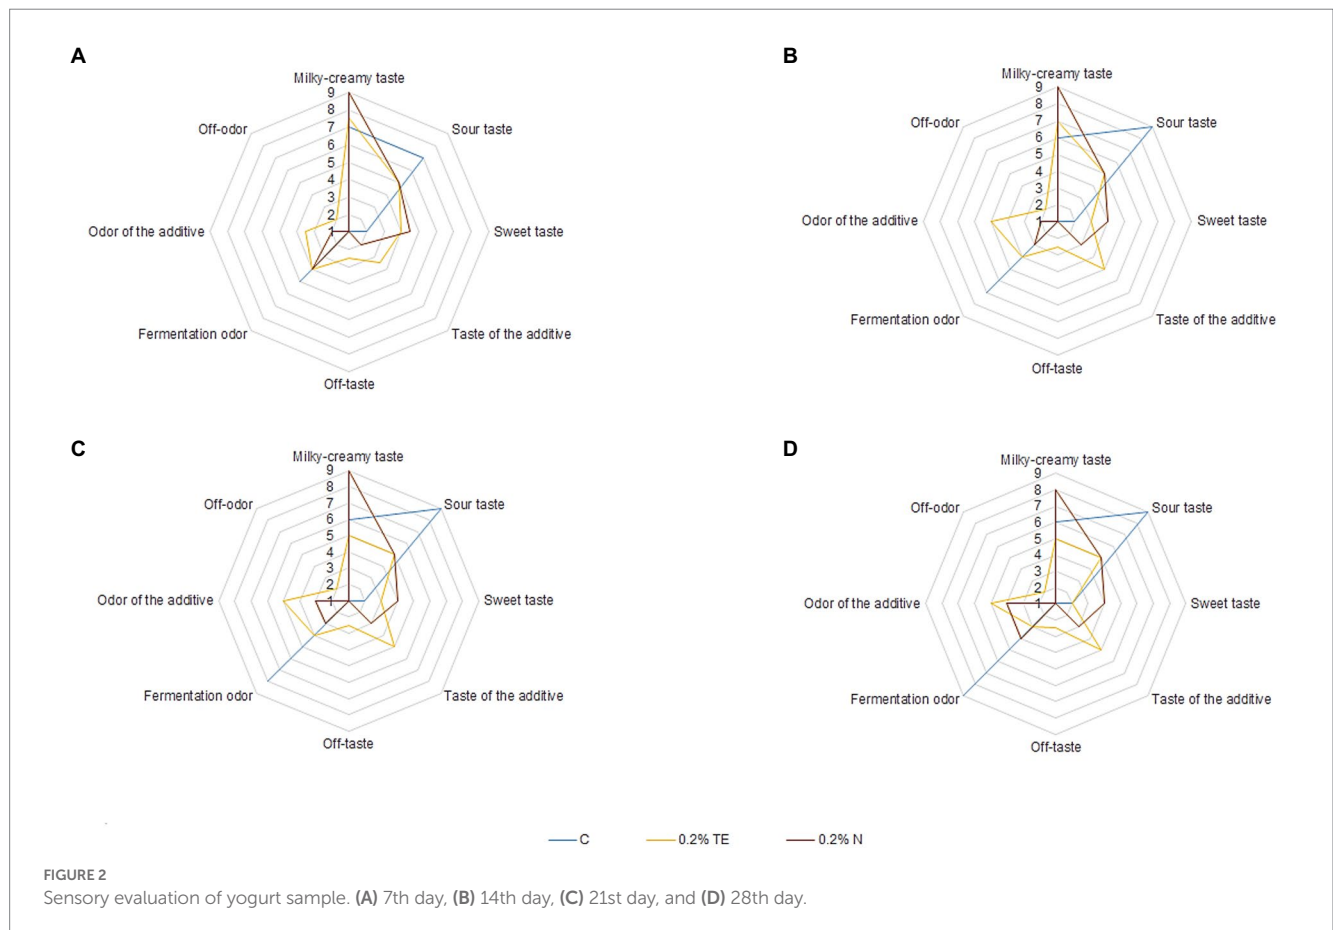 A
Milky-creamy taste
9
8
7
6
5
4
3
2
1
Sour taste
Sweet taste
Taste of the additive
Off-taste
Fermentation odor
Odor of the additive
Off-odor
B
Milky-creamy taste
9
8
7
6
5
4
3
2
1
Sour taste
Sweet taste
Taste of the additive
Off-taste
Fermentation odor
Odor of the additive
Off-odor
C
Milky-creamy taste
9
8
7
6
5
4
3
2
1
Sour taste
Sweet taste
Taste of the additive
Off-taste
Fermentation odor
Odor of the additive
Off-odor
D
Milky-creamy taste
9
8
7
6
5
4
3
2
1
Sour taste
Sweet taste
Taste of the additive
Off-taste
Fermentation odor
Odor of the additive
Off-odor
C 0.2% TE 0.2% N
FIGURE 2
Sensory evaluation of yogurt sample. (A) 7th day, (B) 14th day, (C) 21st day, and (D) 28th day.